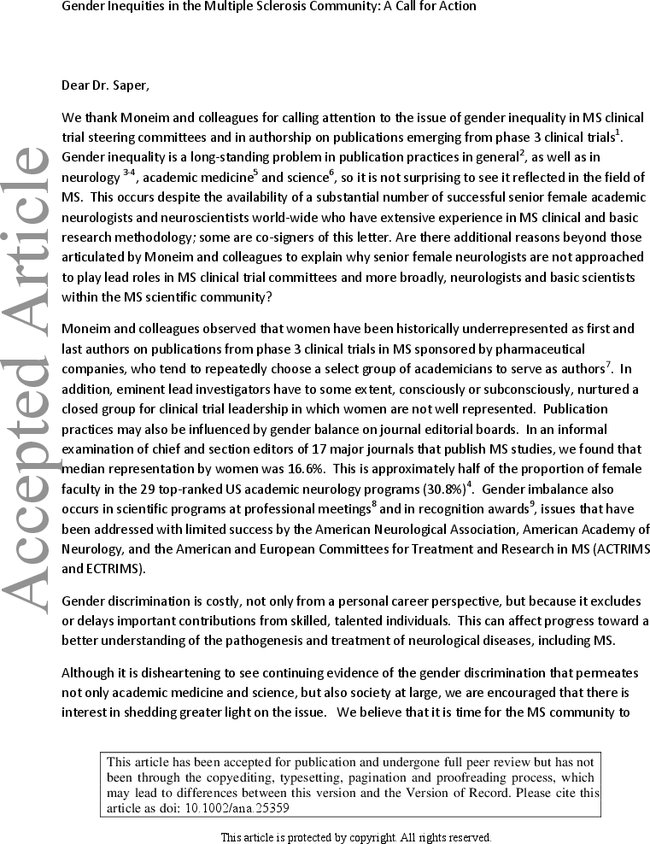 Gender Inequities in the Multiple Sclerosis Community: A Call for Action
Dear Dr. Saper,
We thank Moneim and colleagues for calling attention to the issue of gender inequality in MS clinical
trial steering committees and in authorship on publications emerging from phase 3 clinical trials1.
Gender inequality is a long-standing problem in publication practices in general2, as well as in
neurology 3-4, academic medicine5 and science6, so it is not surprising to see it reflected in the field of
MS. This occurs despite the availability of a substantial number of successful senior female academic
neurologists and neuroscientists world-wide who have extensive experience in MS clinical and basic
research methodology; some are co-signers of this letter. Are there additional reasons beyond those
articulated by Moneim and colleagues to explain why senior female neurologists are not approached
to play lead roles in MS clinical trial committees and more broadly, neurologists and basic scientists
within the MS scientific community?
Moneim and colleagues observed that women have been historically underrepresented as first and
last authors on publications from phase 3 clinical trials in MS sponsored by pharmaceutical
companies, who tend to repeatedly choose a select group of academicians to serve as authors7. In
addition, eminent lead investigators have to some extent, consciously or subconsciously, nurtured a
closed group for clinical trial leadership in which women are not well represented. Publication
practices may also be influenced by gender balance on journal editorial boards. In an informal
examination of chief and section editors of 17 major journals that publish MS studies, we found that
median representation by women was 16.6%. This is approximately half of the proportion of female
faculty in the 29 top-ranked US academic neurology programs (30.8%)4. Gender imbalance also
occurs in scientific programs at professional meetings8 and in recognition awards9, issues that have
been addressed with limited success by the American Neurological Association, American Academy of
Neurology, and the American and European Committees for Treatment and Research in MS (ACTRIMS
and ECTRIMS).
Gender discrimination is costly, not only from a personal career perspective, but because it excludes
or delays important contributions from skilled, talented individuals. This can affect progress toward a
better understanding of the pathogenesis and treatment of neurological diseases, including MS.
Although it is disheartening to see continuing evidence of the gender discrimination that permeates
not only academic medicine and science, but also society at large, we are encouraged that there is
interest in shedding greater light on the issue. We believe that it is time for the MS community to
This article has been accepted for publication and undergone full peer review but has not
been through the copyediting, typesetting, pagination and proofreading process, which
may lead to differences between this version and the Version of Record. Please cite this
article as doi: 10.1002/ana.25359
This article is protected by copyright. All rights reserved.
Accepted Article